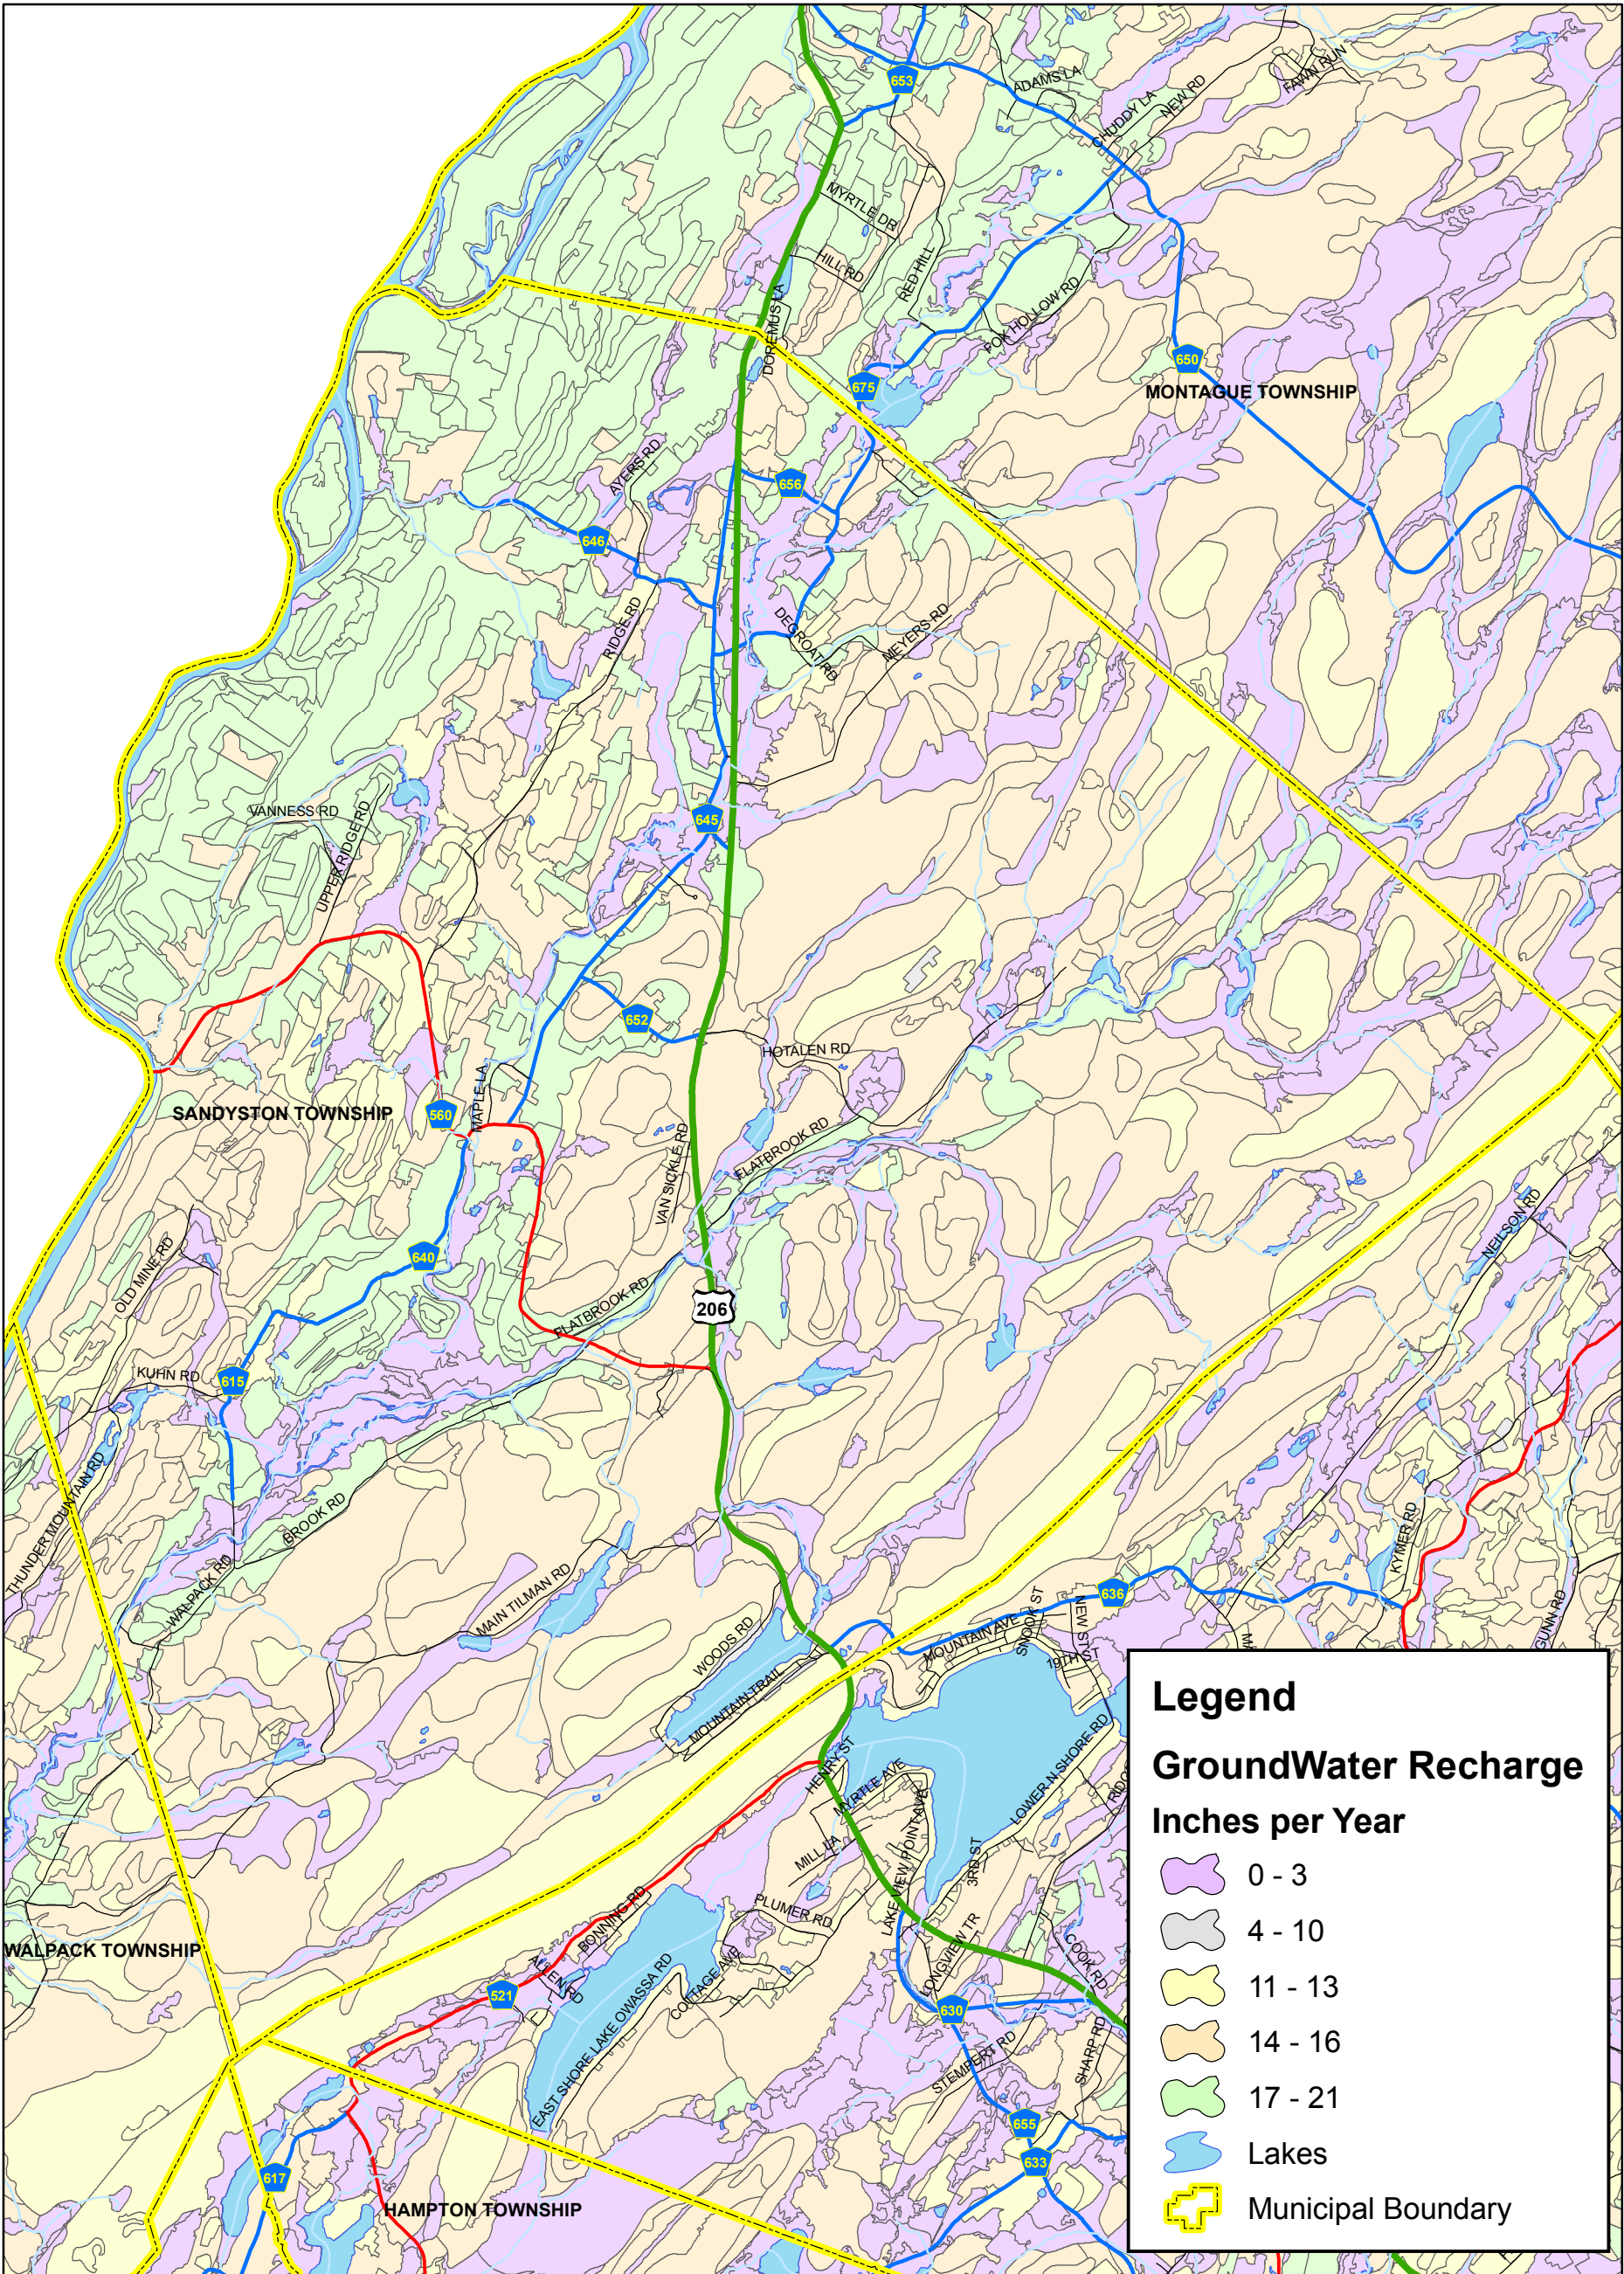 653
ADAMS LA
FAWN RUN
CHUDDY LA
NEW RD
MYRTLE DR
HILL RD
RED HILL
DOREMUS LA
FOX HOLLOW RD
650
675
MONTAGUE TOWNSHIP
AYERS RD
656
646
RIDGE RD
DEGROAT RD
MEYERS RD
VANNESS RD
UPPER RIDGE RD
645
652
HOTALEN RD
SANDYSTON TOWNSHIP
560
MAPLE LA
VAN SICKLE RD
FLATBROOK RD
NEILSON RD
OLD MINE RD
640
FLATBROOK RD
206
KUHN RD
615
THUNDER MOUNTAIN RD
BROOK RD
KYMER RD
WALPACK RD
MAIN TILMAN RD
636
WOODS RD
MOUNTAIN AVE
SNOOK ST
NEW ST
19TH ST
GUNN RD
MOUNTAIN TRAIL
HENRY ST
MYRTLE AVE
LOWER N SHORE RD
MILL LA
LAKE VIEW POINT AVE
3RD ST
PLUMER RD
BONNING RD
WALPACK TOWNSHIP
ALLEN RD
521
COTTAGE AVE
EAST SHORE LAKE OWASSA RD
LONGVIEW TR
COOK RD
630
STEMPERT RD
SHARP RD
655
633
617
HAMPTON TOWNSHIP
Legend
GroundWater Recharge
Inches per Year
0 - 3
4 - 10
11 - 13
14 - 16
17 - 21
Lakes
Municipal Boundary